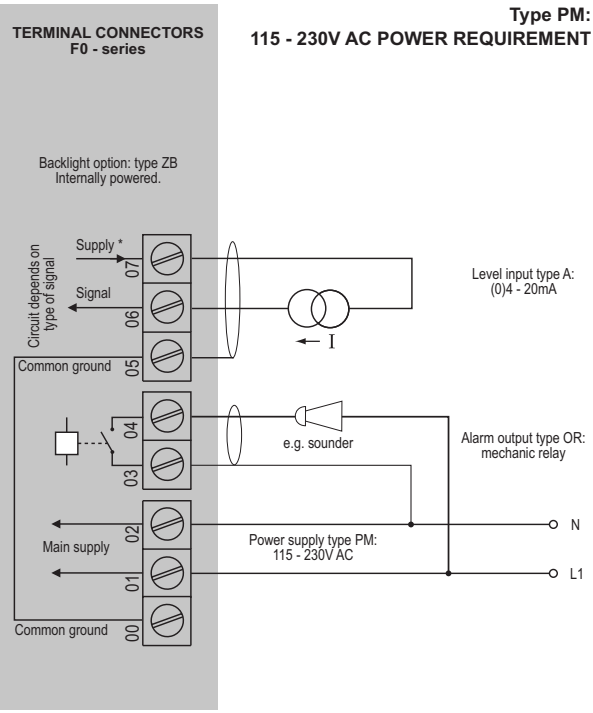 TERMINAL CONNECTORS
F0 - series
Type PM:
115 - 230V AC POWER REQUIREMENT
Backlight option: type ZB
Internally powered.
Circuit depends on
type of signal
Supply *
07
Signal
06
Common ground
05
I
Level input type A:
(0)4 - 20mA
04
03
e.g. sounder
Alarm output type OR:
mechanic relay
02
Main supply
01
Power supply type PM:
115 - 230V AC
N
L1
Common ground
00